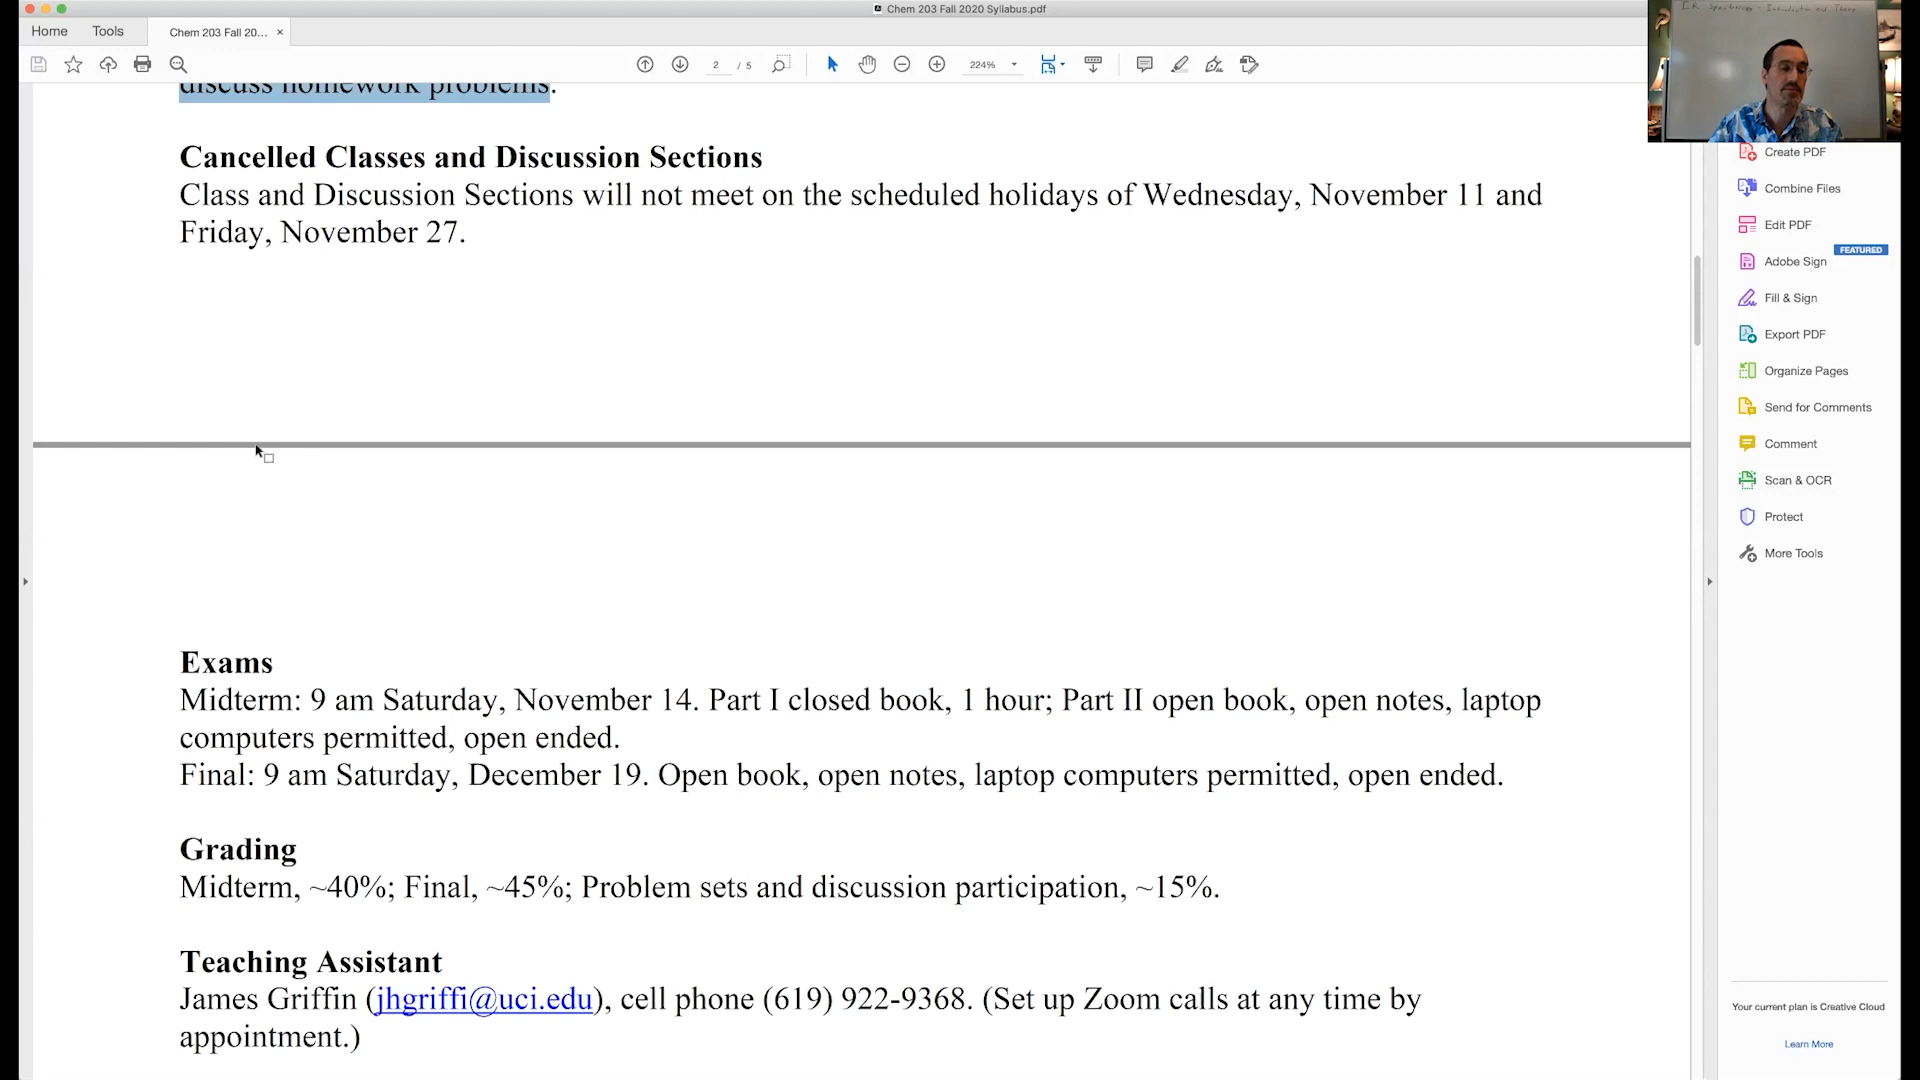 Chem 203 Fall 2020 Syllabus.pdf
Home Tools Chem 203 Fall 20... ×
2 / 5 224%
discuss homework problems.
Cancelled Classes and Discussion Sections
Class and Discussion Sections will not meet on the scheduled holidays of Wednesday, November 11 and
Friday, November 27.
Exams
Midterm: 9 am Saturday, November 14. Part I closed book, 1 hour; Part II open book, open notes, laptop
computers permitted, open ended.
Final: 9 am Saturday, December 19. Open book, open notes, laptop computers permitted, open ended.
Grading
Midterm, ~40%; Final, ~45%; Problem sets and discussion participation, ~15%.
Teaching Assistant
James Griffin (jhgriffi@uci.edu), cell phone (619) 922-9368. (Set up Zoom calls at any time by
appointment.)
IR Spectroscopy - Introduction and Theory
Create PDF
Combine Files
Edit PDF
FEATURED
Adobe Sign
Fill & Sign
Export PDF
Organize Pages
Send for Comments
Comment
Scan & OCR
Protect
More Tools
Your current plan is Creative Cloud
Learn More